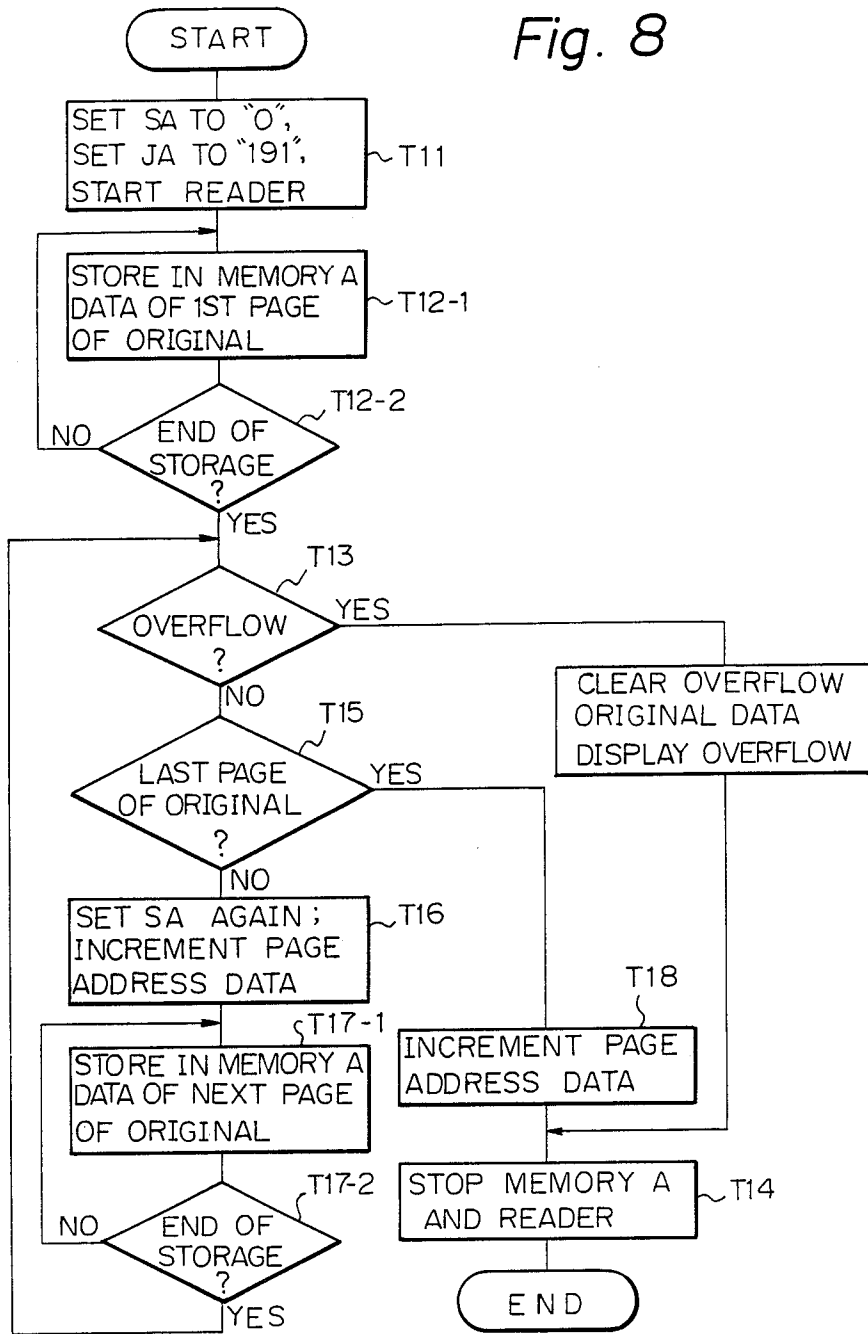 Fig. 8
START
SET SA TO "0",
SET JA TO "191",
START READER
T11
STORE IN MEMORY A
DATA OF 1ST PAGE
OF ORIGINAL
T12-1
T12-2
END OF
STORAGE
?
NO
YES
T13
OVERFLOW
?
YES
NO
CLEAR OVERFLOW
ORIGINAL DATA
DISPLAY OVERFLOW
T15
LAST PAGE
OF ORIGINAL
?
YES
NO
SET SA AGAIN ;
INCREMENT PAGE
ADDRESS DATA
T16
T17-1
STORE IN MEMORY A
DATA OF NEXT PAGE
OF ORIGINAL
T18
INCREMENT PAGE
ADDRESS DATA
T17-2
END OF
STORAGE
?
NO
YES
STOP MEMORY A
AND READER
T14
END